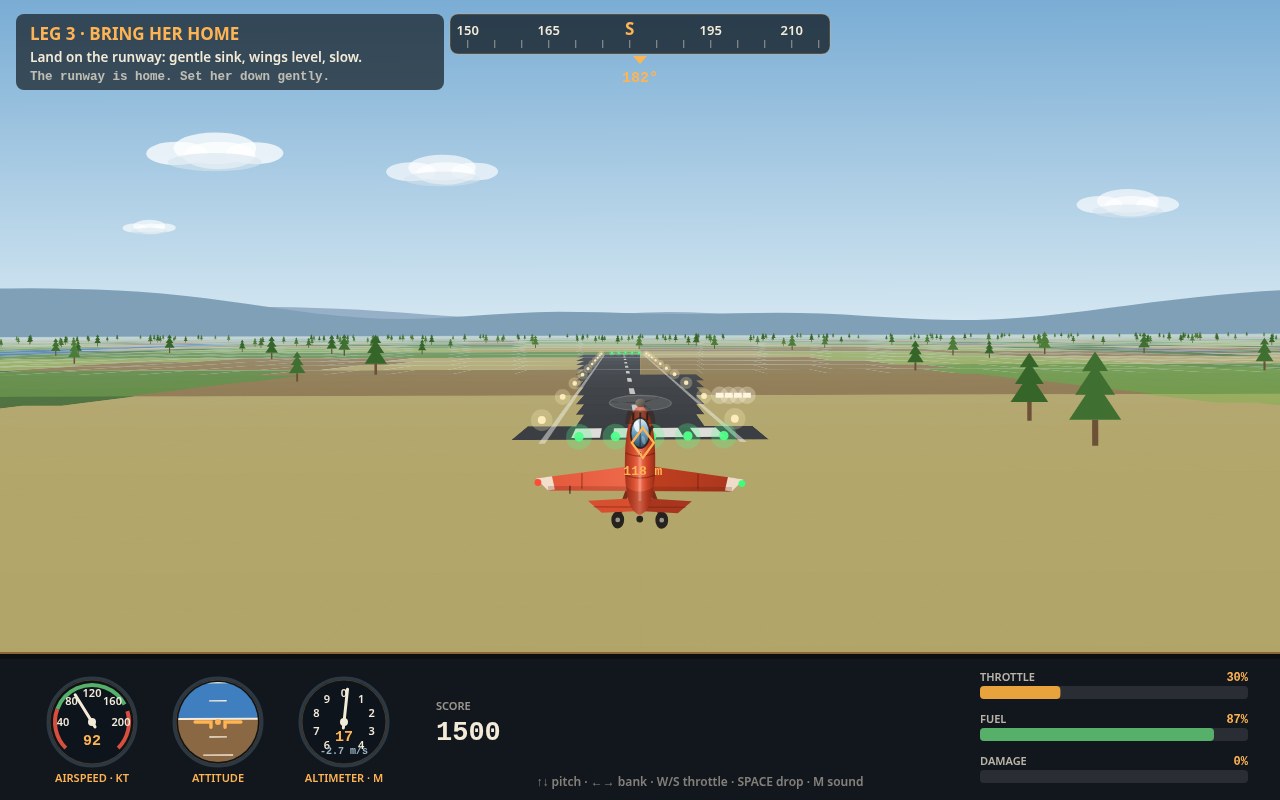 LEG 3 · BRING HER HOME
Land on the runway: gentle sink, wings level, slow.
The runway is home. Set her down gently.
150 165 S 195 210
182°
118 m
40 80 120 160 200
92
AIRSPEED · KT
ATTITUDE
0 1 2 3 4 6 7 8 9
17
-2.7 m/s
ALTIMETER · M
SCORE
1500
↑↓ pitch · ←→ bank · W/S throttle · SPACE drop · M sound
THROTTLE 30%
FUEL 87%
DAMAGE 0%